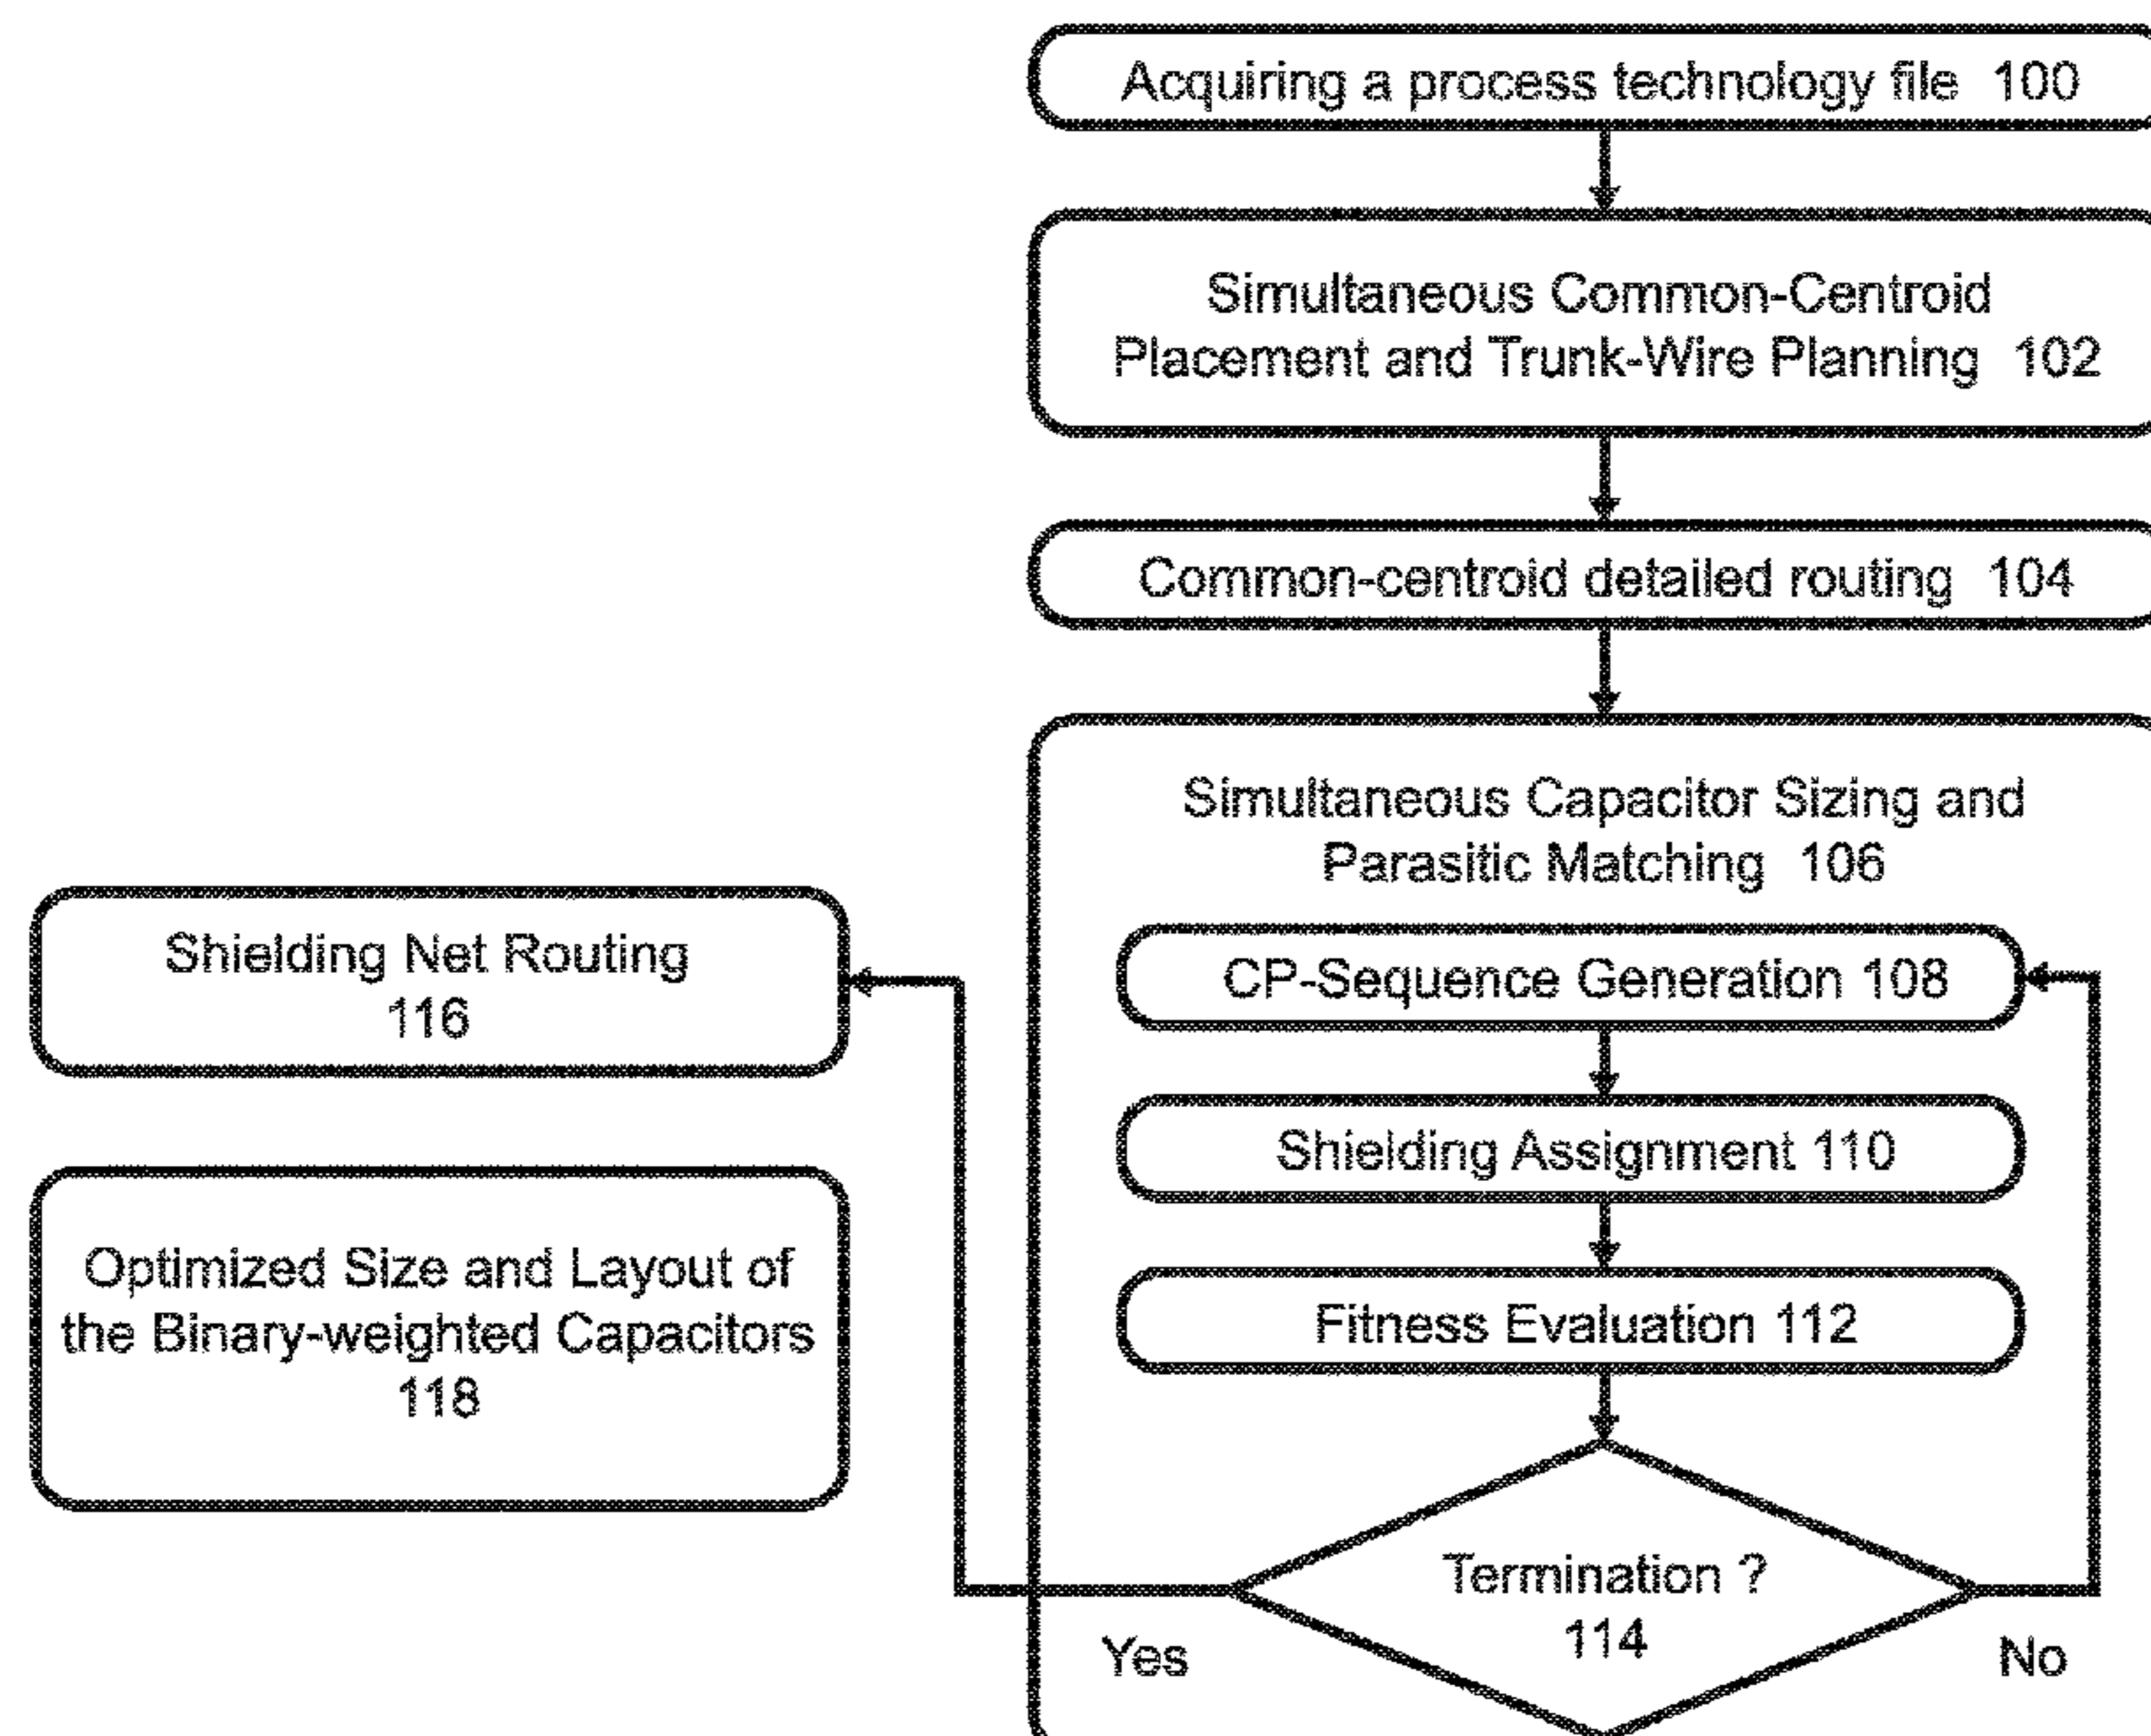 Acquiring a process technology file 100
Simultaneous Common-Centroid
Placement and Trunk-Wire Planning 102
Common-centroid detailed routing 104
Simultaneous Capacitor Sizing and
Parasitic Matching 106
CP-Sequence Generation 108
Shielding Assignment 110
Fitness Evaluation 112
Termination ?
114
Yes
No
Shielding Net Routing
116
Optimized Size and Layout of
the Binary-weighted Capacitors
118